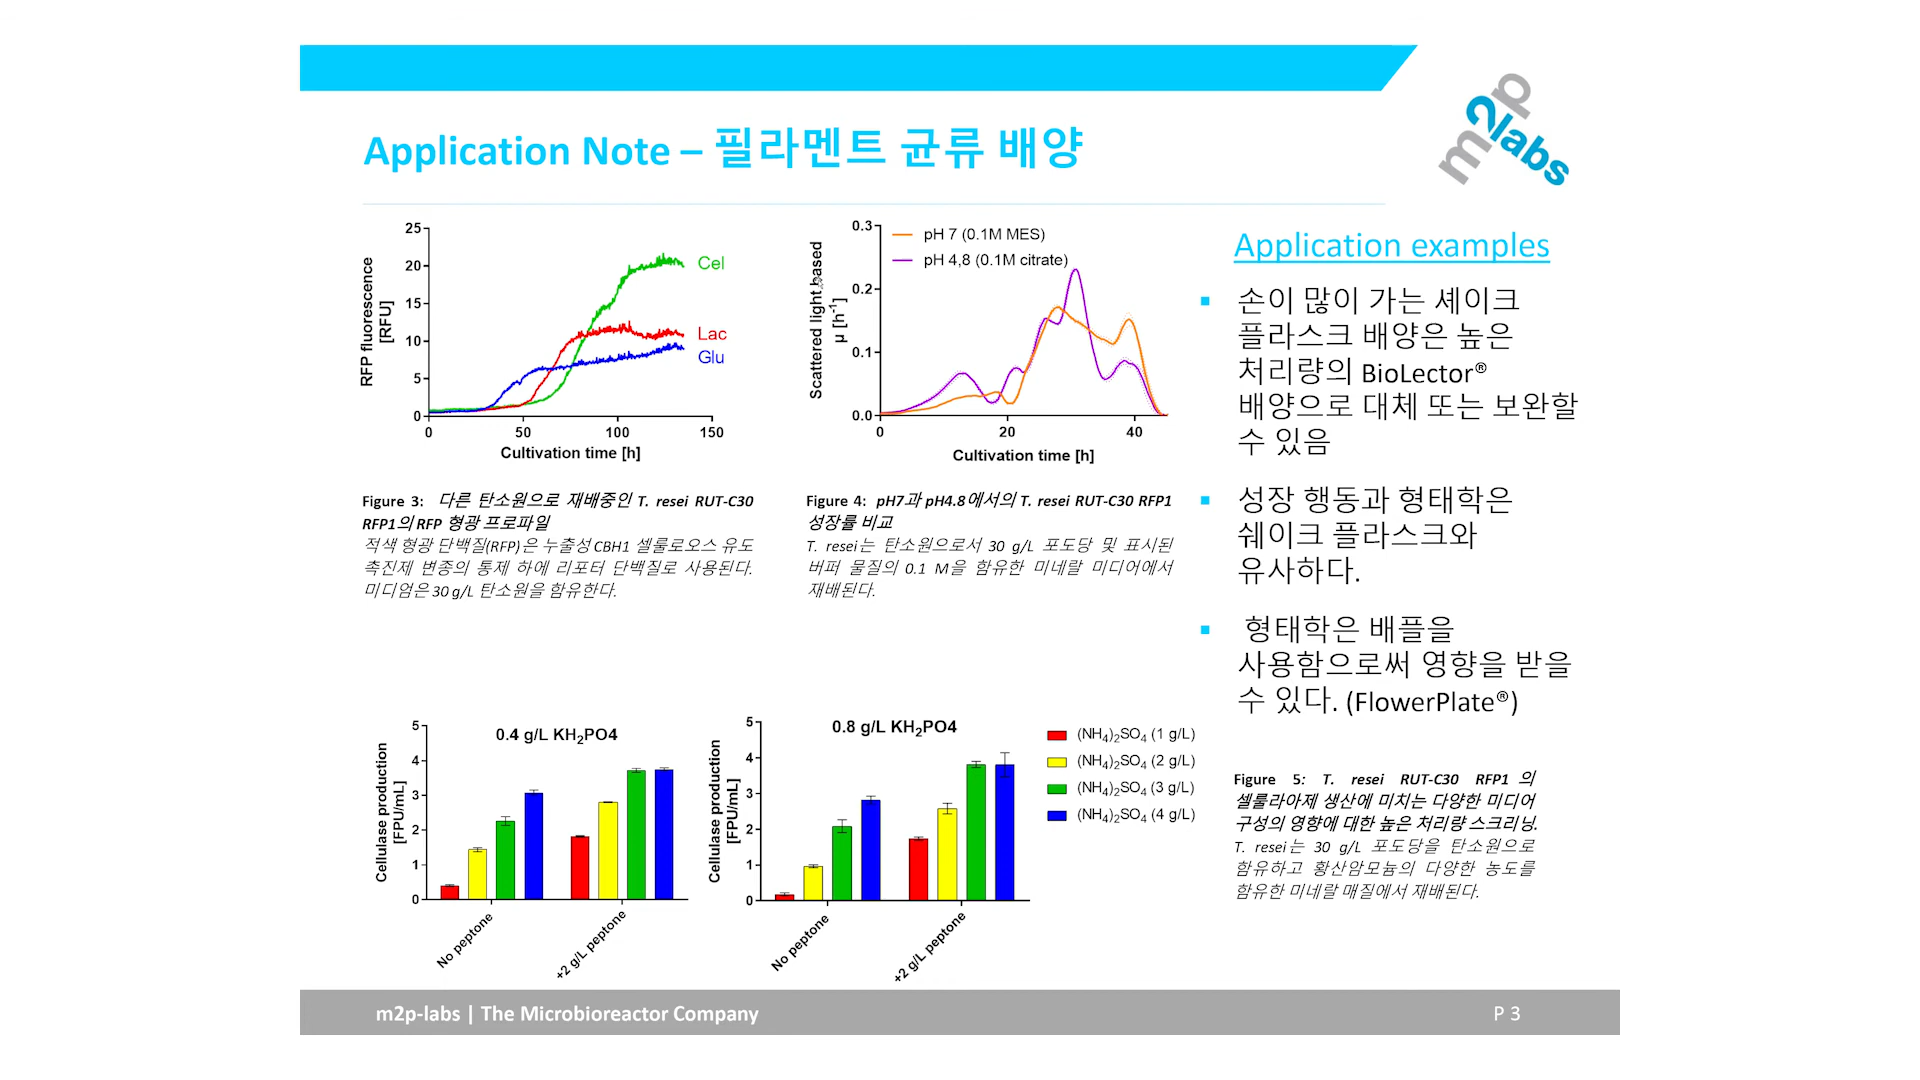 Application Note – 필라멘트 균류 배양
m2p-labs
25
20
15
10
5
0
RFP fluorescence
[RFU]
Cel
Lac
Glu
0 50 100 150
Cultivation time [h]
0.3
0.2
0.1
0.0
Scattered light based
µ [h⁻¹]
pH 7 (0.1M MES)
pH 4,8 (0.1M citrate)
0 20 40
Cultivation time [h]
Figure 3: 다른 탄소원으로 재배중인 T. resei RUT-C30
RFP1의 RFP 형광 프로파일
적색 형광 단백질(RFP)은 누출성 CBH1 셀룰로오스 유도
촉진제 변종의 통제 하에 리포터 단백질로 사용된다.
미디엄은 30 g/L 탄소원을 함유한다.
Figure 4: pH7과 pH4.8에서의 T. resei RUT-C30 RFP1
성장률 비교
T. resei는 탄소원으로서 30 g/L 포도당 및 표시된
버퍼 물질의 0.1 M을 함유한 미네랄 미디어에서
재배된다.
Application examples
손이 많이 가는 셰이크
플라스크 배양은 높은
처리량의 BioLector®
배양으로 대체 또는 보완할
수 있음
성장 행동과 형태학은
쉐이크 플라스크와
유사하다.
형태학은 배플을
사용함으로써 영향을 받을
수 있다. (FlowerPlate®)
5
4
3
2
1
0
Cellulase production
[FPU/mL]
0.4 g/L KH₂PO4
No peptone
+2 g/L peptone
5
4
3
2
1
0
Cellulase production
[FPU/mL]
0.8 g/L KH₂PO4
No peptone
+2 g/L peptone
(NH₄)₂SO₄ (1 g/L)
(NH₄)₂SO₄ (2 g/L)
(NH₄)₂SO₄ (3 g/L)
(NH₄)₂SO₄ (4 g/L)
Figure 5: T. resei RUT-C30 RFP1 의
셀룰라아제 생산에 미치는 다양한 미디어
구성의 영향에 대한 높은 처리량 스크리닝.
T. resei는 30 g/L 포도당을 탄소원으로
함유하고 황산암모늄의 다양한 농도를
함유한 미네랄 매질에서 재배된다.
m2p-labs | The Microbioreactor Company
P 3